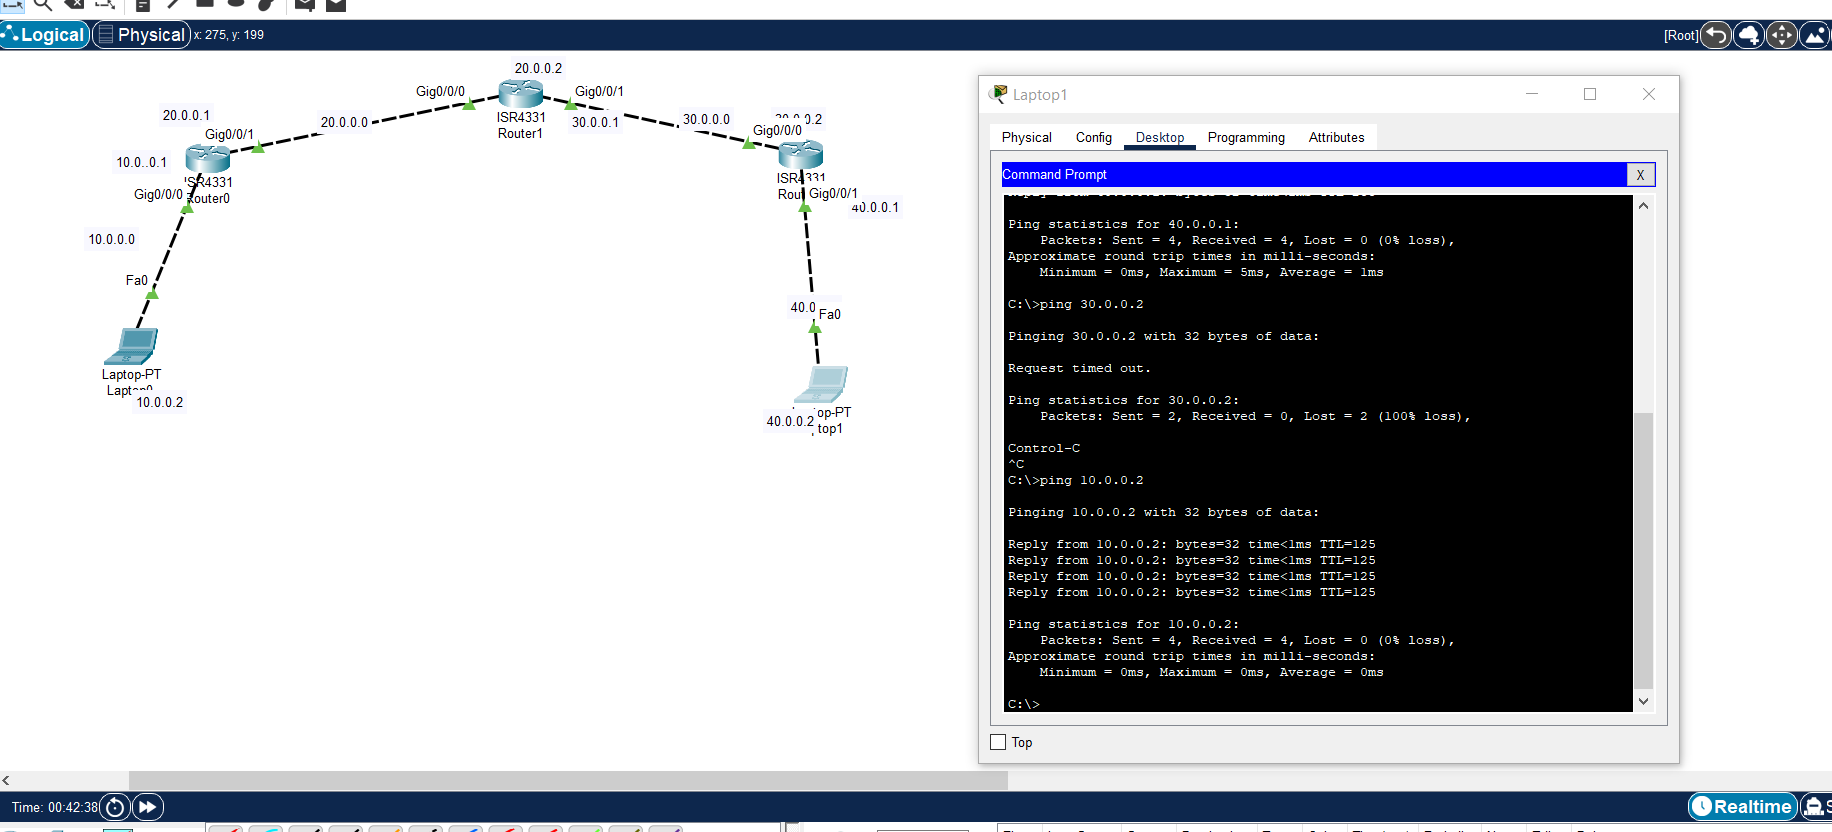 Logical
Physical
x: 275, y: 199
[Root]
20.0.0.2
Gig0/0/0
Gig0/0/1
ISR4331
Router1
20.0.0.1
20.0.0.0
30.0.0.1
30.0.0.0
Gig0/0/1
Gig0/0/0
10.0..0.1
ISR4331
Router0
Gig0/0/0
ISR4331
Gig0/0/1
40.0.0.1
10.0.0.0
Fa0
Fa0
Laptop-PT
10.0.0.2
40.0.0.2
Laptop1
Physical
Config
Desktop
Programming
Attributes
Command Prompt
X
Ping statistics for 40.0.0.1:
Packets: Sent = 4, Received = 4, Lost = 0 (0% loss),
Approximate round trip times in milli-seconds:
Minimum = 0ms, Maximum = 5ms, Average = 1ms
C:\>ping 30.0.0.2
Pinging 30.0.0.2 with 32 bytes of data:
Request timed out.
Ping statistics for 30.0.0.2:
Packets: Sent = 2, Received = 0, Lost = 2 (100% loss),
Control-C
^C
C:\>ping 10.0.0.2
Pinging 10.0.0.2 with 32 bytes of data:
Reply from 10.0.0.2: bytes=32 time<1ms TTL=125
Reply from 10.0.0.2: bytes=32 time<1ms TTL=125
Reply from 10.0.0.2: bytes=32 time<1ms TTL=125
Reply from 10.0.0.2: bytes=32 time<1ms TTL=125
Ping statistics for 10.0.0.2:
Packets: Sent = 4, Received = 4, Lost = 0 (0% loss),
Approximate round trip times in milli-seconds:
Minimum = 0ms, Maximum = 0ms, Average = 0ms
C:\>
Top
Time: 00:42:38
Realtime